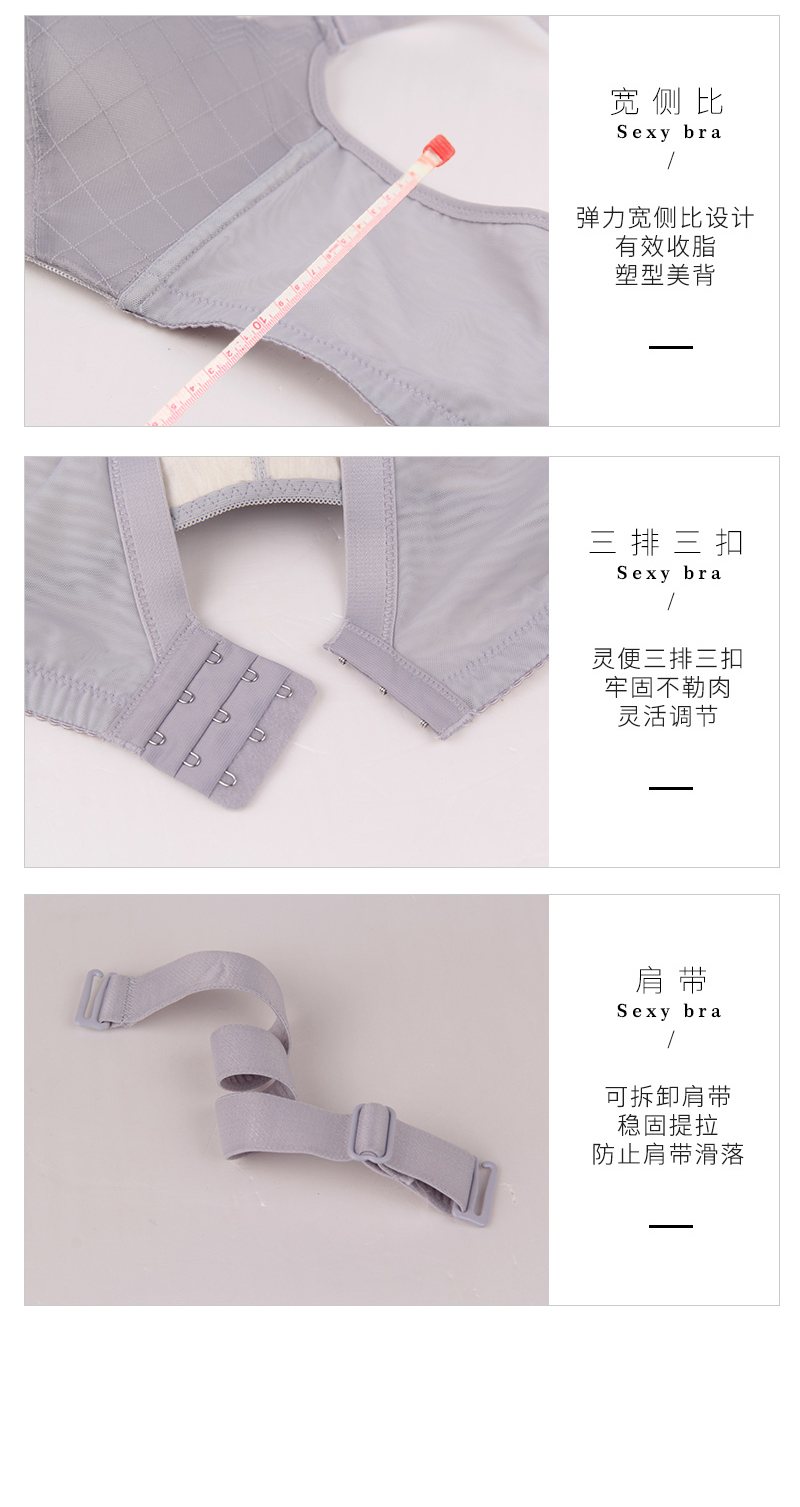 宽侧比
Sexy bra
/
弹力宽侧比设计
有效收脂
塑型美背
10
三排三扣
Sexy bra
/
灵便三排三扣
牢固不勒肉
灵活调节
肩带
Sexy bra
/
可拆卸肩带
稳固提拉
防止肩带滑落